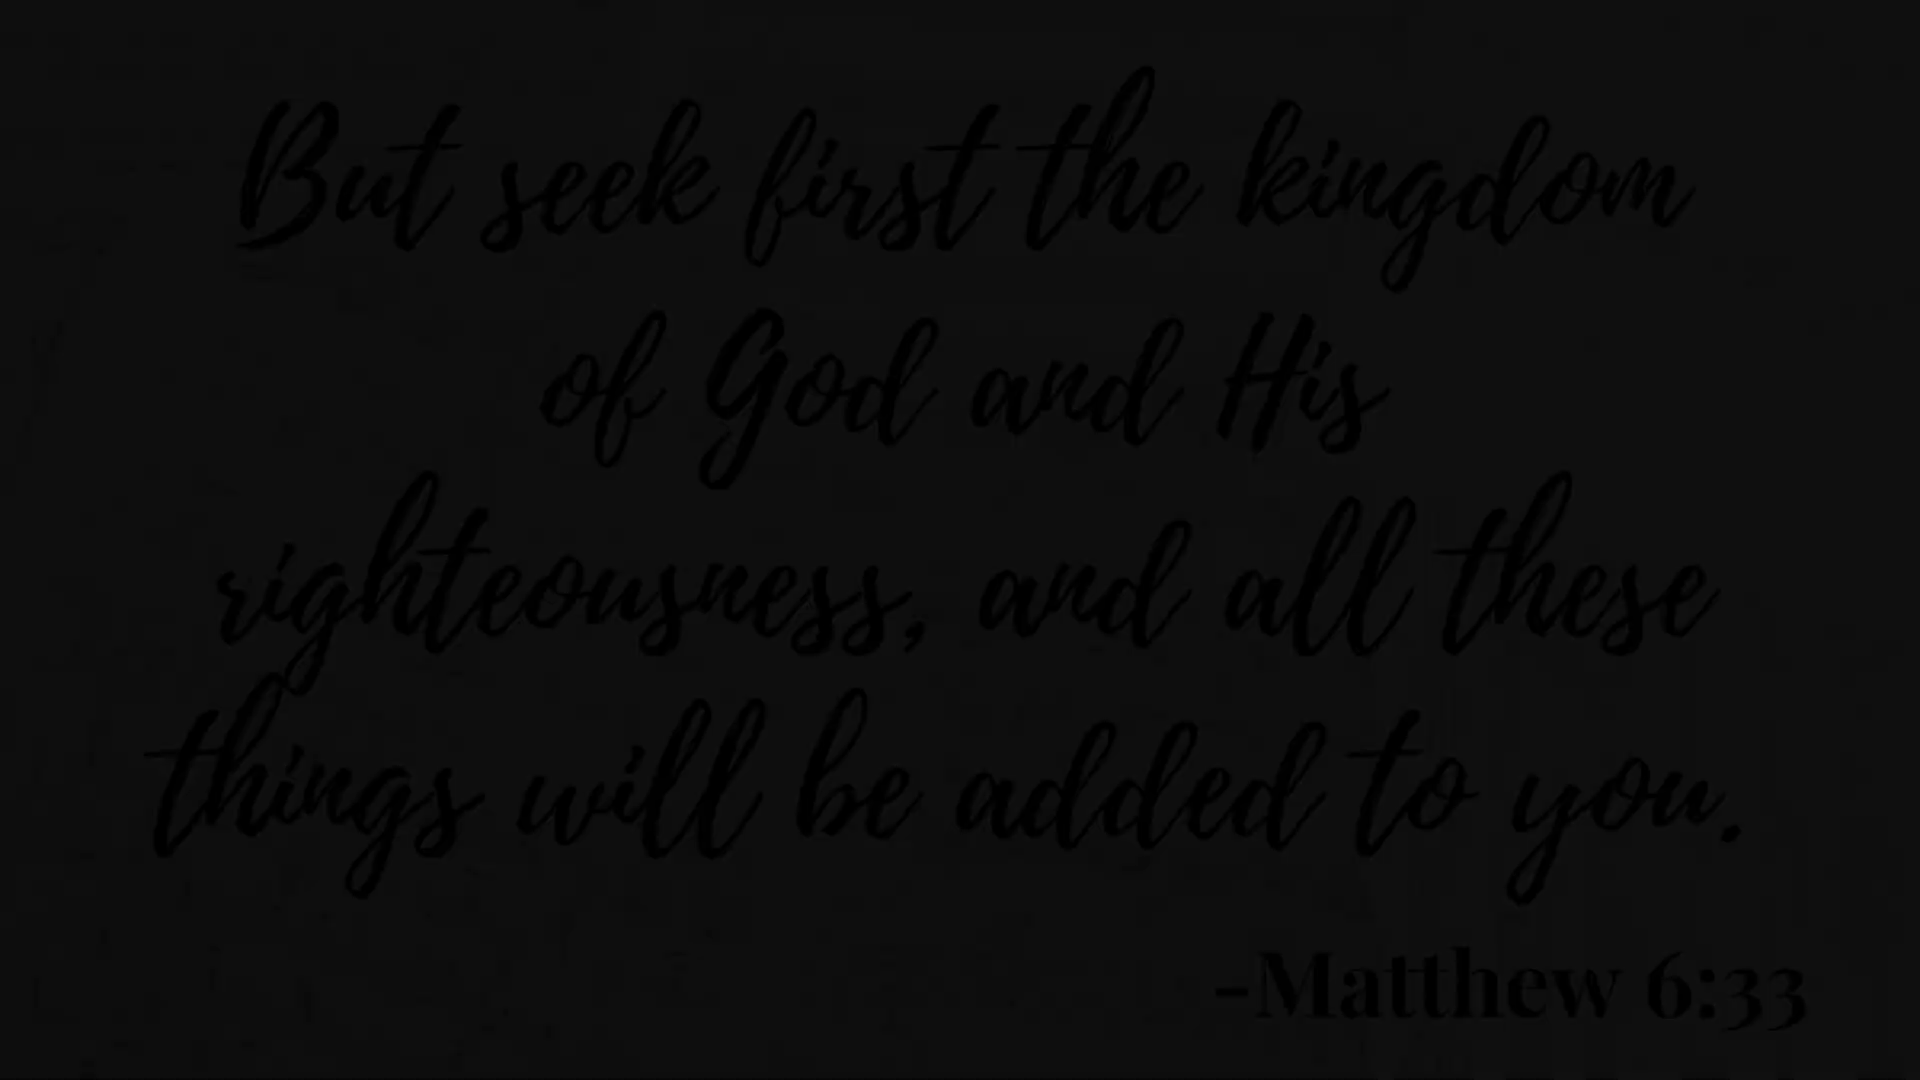 But seek first the kingdom
of God and His
righteousness, and all these
things will be added to you.
-Matthew 6:33